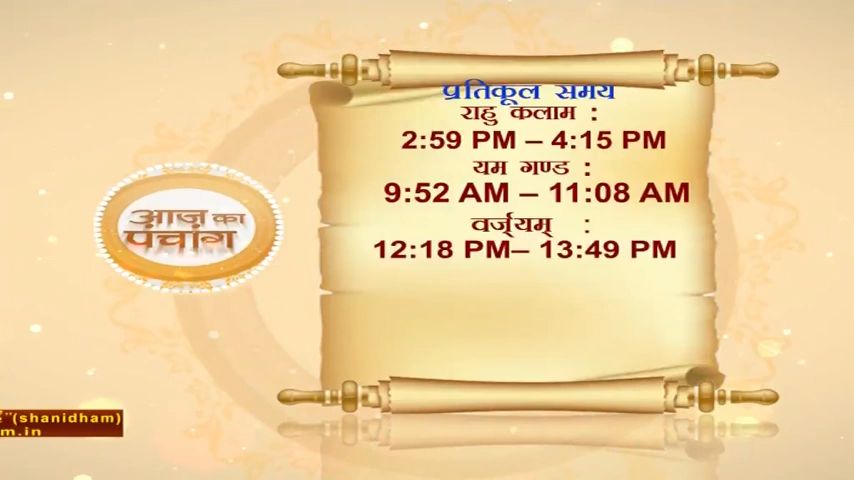 प्रतिकूल समय
राहु कलाम :
2:59 PM – 4:15 PM
यम गण्ड :
9:52 AM – 11:08 AM
वर्ज्यम् :
12:18 PM– 13:49 PM
आज का
पंचांग
(shanidham)
m.in